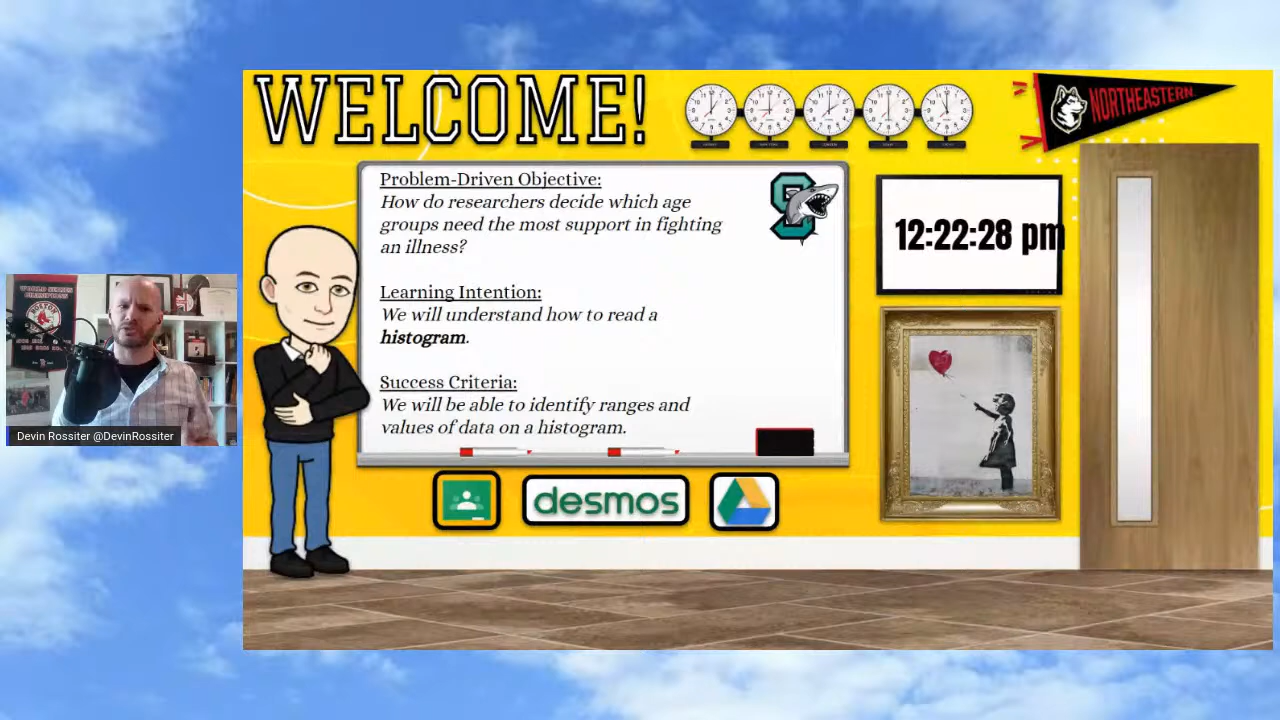 WELCOME!
NORTHEASTERN
Problem-Driven Objective:
How do researchers decide which age
groups need the most support in fighting
an illness?
12:22:28 pm
Learning Intention:
We will understand how to read a
histogram.
Success Criteria:
We will be able to identify ranges and
values of data on a histogram.
BOSTON
Devin Rossiter @DevinRossiter
desmos